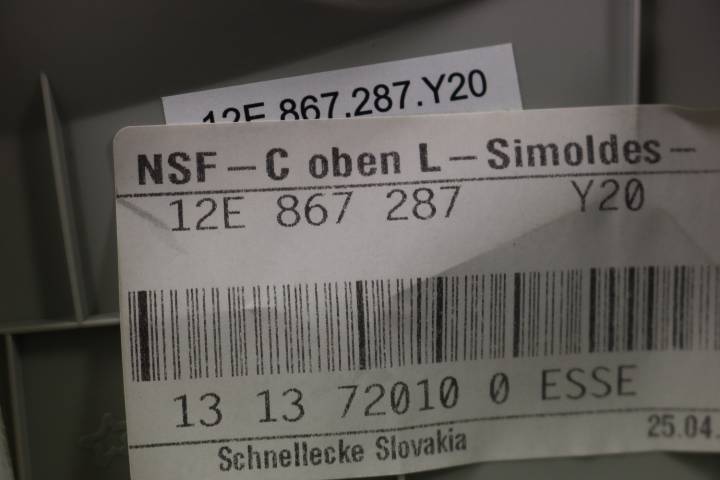 12E.867.287.Y20
NSF-C oben L-Simoldes-
12E 867 287 Y20
13 13 72010 0 ESSE
Schnellecke Slovakia
25.04.